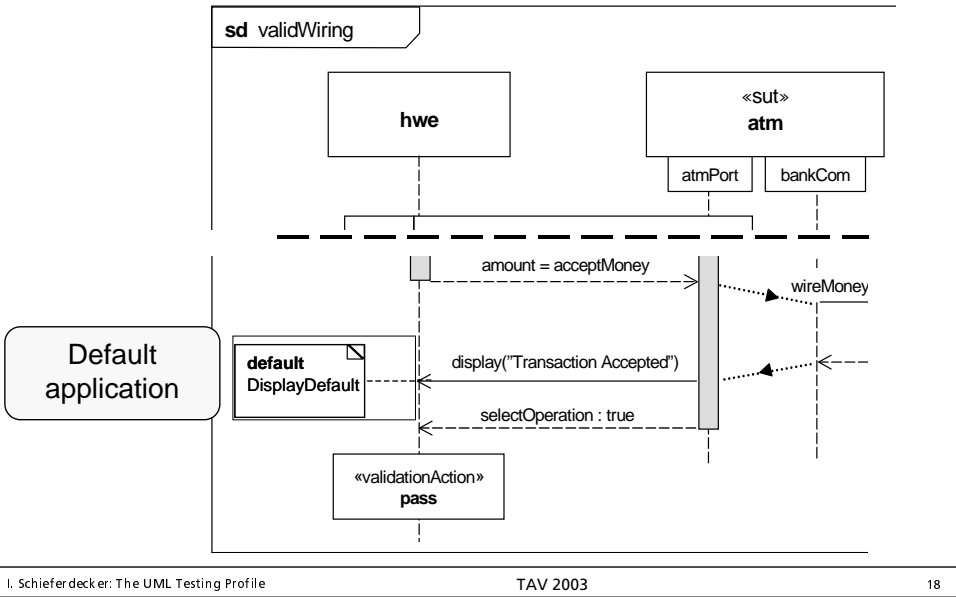 sd validWiring
hwe
«sut»
atm
atmPort
bankCom
amount = acceptMoney
wireMoney
Default
application
default
DisplayDefault
display("Transaction Accepted")
selectOperation : true
«validationAction»
pass
I. Schieferdecker: The UML Testing Profile
TAV 2003
18